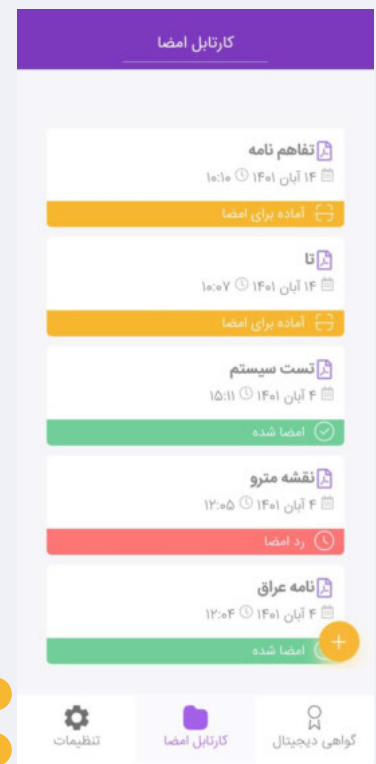 کارتابل امضا
تفاهم نامه
۱۴ آبان ۱۴۰۱ ۱۰:۱۰
آماده برای امضا
تا
۱۴ آبان ۱۴۰۱ ۱۰:۰۷
آماده برای امضا
تست سیستم
۴ آبان ۱۴۰۱ ۱۵:۱۱
امضا شده
نقشه مترو
۴ آبان ۱۴۰۱ ۱۲:۰۵
رد امضا
نامه عراق
۴ آبان ۱۴۰۱ ۱۲:۰۴
امضا شده
گواهی دیجیتال
کارتابل امضا
تنظیمات